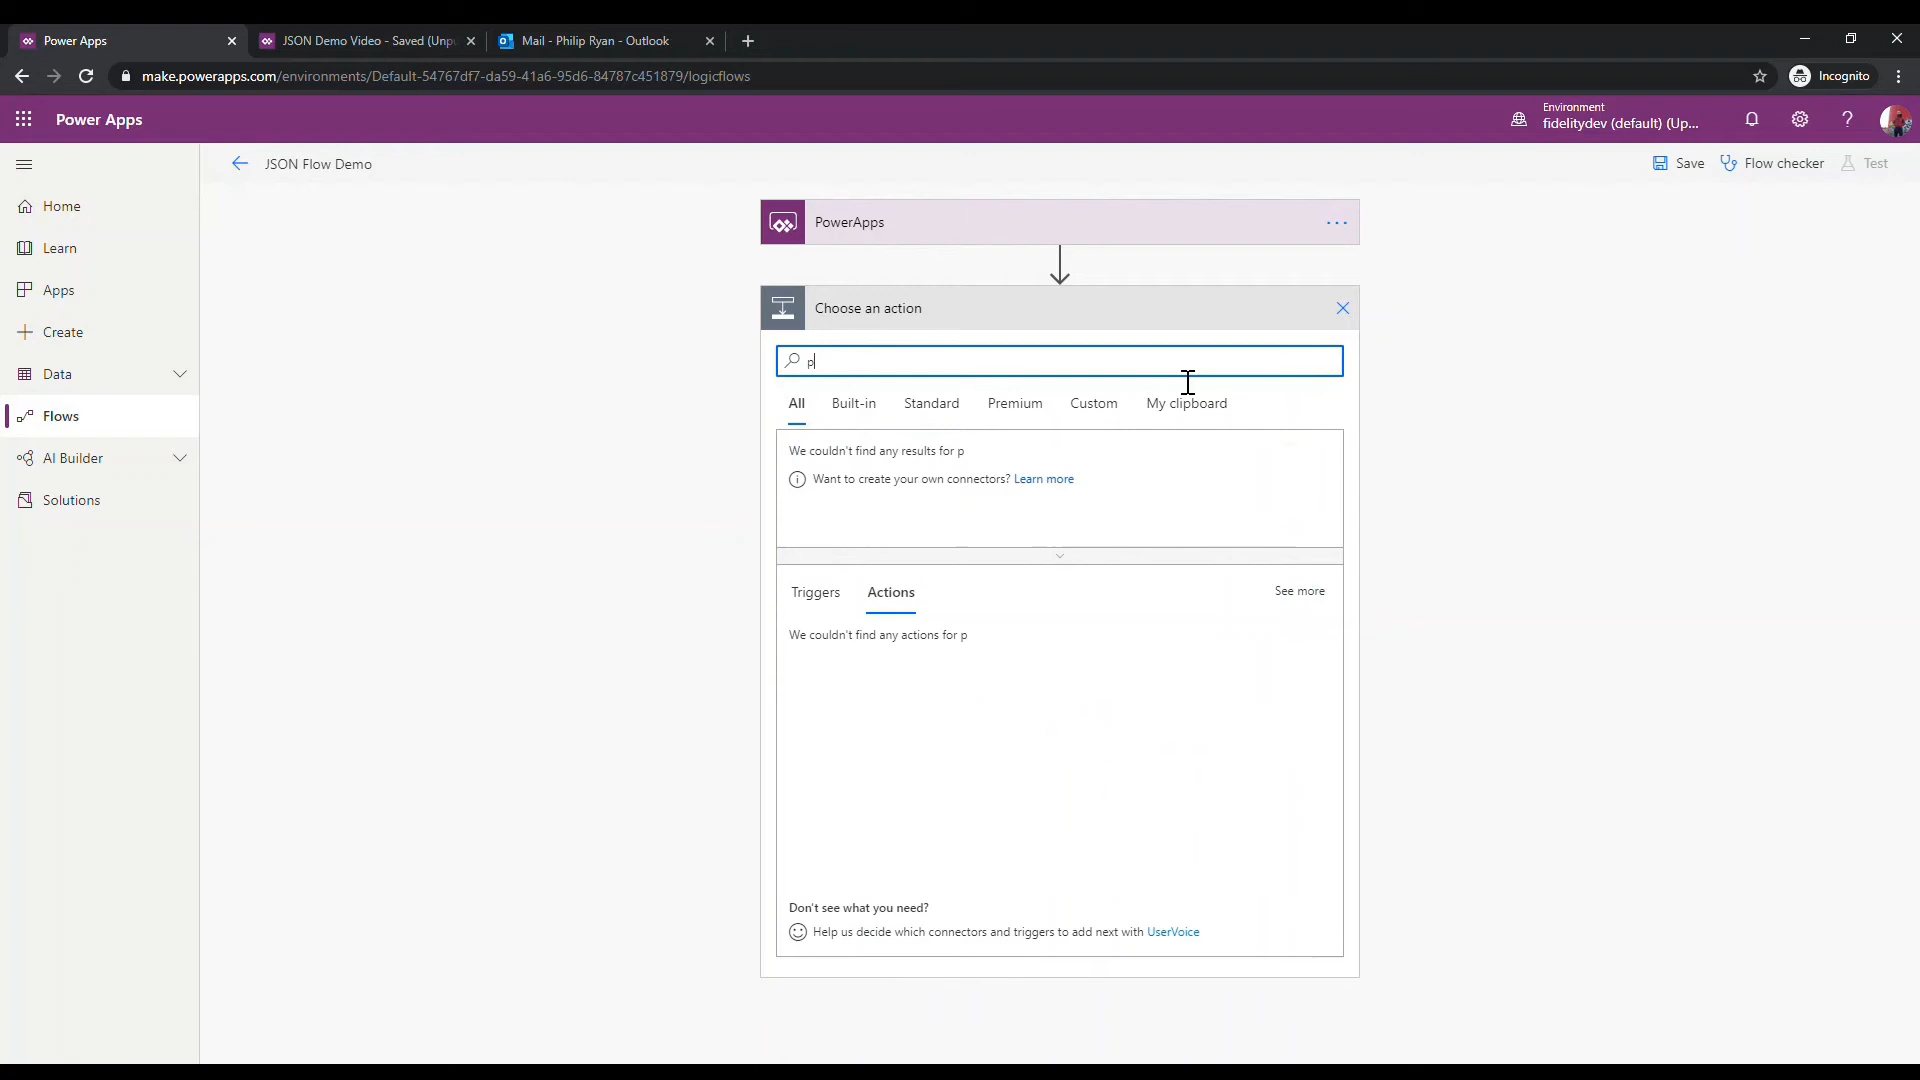 Power Apps
JSON Demo Video - Saved (Unpu
Mail - Philip Ryan - Outlook
make.powerapps.com/environments/Default-54767df7-da59-41a6-95d6-84787c451879/logicflows
Incognito
Power Apps
Environment
fidelitydev (default) (Up...
JSON Flow Demo
Save
Flow checker
Test
Home
Learn
Apps
Create
Data
Flows
AI Builder
Solutions
PowerApps
Choose an action
p
All Built-in Standard Premium Custom My clipboard
We couldn't find any results for p
Want to create your own connectors? Learn more
Triggers Actions See more
We couldn't find any actions for p
Don't see what you need?
Help us decide which connectors and triggers to add next with UserVoice